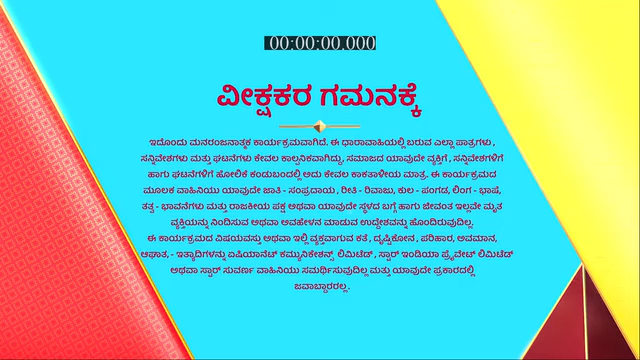 00:00:00.000
ವೀಕ್ಷಕರ ಗಮನಕ್ಕೆ
ಇದೊಂದು ಮನರಂಜನಾತ್ಮಕ ಕಾರ್ಯಕ್ರಮವಾಗಿದೆ. ಈ ಧಾರಾವಾಹಿಯಲ್ಲಿ ಬರುವ ಎಲ್ಲಾ ಪಾತ್ರಗಳು ,
ಸನ್ನಿವೇಶಗಳು ಮತ್ತು ಘಟನೆಗಳು ಕೇವಲ ಕಾಲ್ಪನಿಕವಾಗಿದ್ದು, ಸಮಾಜದ ಯಾವುದೇ ವ್ಯಕ್ತಿಗೆ , ಸನ್ನಿವೇಶಗಳಿಗೆ
ಹಾಗು ಘಟನೆಗಳಿಗೆ ಹೋಲಿಕೆ ಕಂಡುಬಂದಲ್ಲಿ ಅದು ಕೇವಲ ಕಾಕತಾಳೀಯ ಮಾತ್ರ. ಈ ಕಾರ್ಯಕ್ರಮದ
ಮೂಲಕ ವಾಹಿನಿಯು ಯಾವುದೇ ಜಾತಿ - ಸಂಪ್ರದಾಯ , ರೀತಿ - ರಿವಾಜು, ಕುಲ - ಪಂಗಡ, ಲಿಂಗ - ಭಾಷೆ,
ತತ್ವ - ಭಾವನೆಗಳು ಮತ್ತು ರಾಜಕೀಯ ಪಕ್ಷ ಅಥವಾ ಯಾವುದೇ ಸ್ಥಳದ ಬಗ್ಗೆ ಹಾಗು ಜೀವಂತ ಇಲ್ಲವೇ ಮೃತ
ವ್ಯಕ್ತಿಯನ್ನು ನಿಂದಿಸುವ ಅಥವಾ ಅವಹೇಳನ ಮಾಡುವ ಉದ್ದೇಶವನ್ನು ಹೊಂದಿರುವುದಿಲ್ಲ.
ಈ ಕಾರ್ಯಕ್ರಮದ ವಿಷಯವಸ್ತು ಅಥವಾ ಇಲ್ಲಿ ವ್ಯಕ್ತವಾಗುವ ಕತೆ , ದೃಷ್ಟಿಕೋನ , ಪರಿಹಾರ, ಅವಮಾನ,
ಆಘಾತ, - ಇತ್ಯಾದಿಗಳನ್ನು ಏಷಿಯಾನೆಟ್ ಕಮ್ಯುನಿಕೇಶನ್ಸ್ ಲಿಮಿಟೆಡ್ , ಸ್ಟಾರ್ ಇಂಡಿಯಾ ಪ್ರೈವೇಟ್ ಲಿಮಿಟೆಡ್
ಅಥವಾ ಸ್ಟಾರ್ ಸುವರ್ಣ ವಾಹಿನಿಯು ಸಮರ್ಥಿಸುವುದಿಲ್ಲ ಮತ್ತು ಯಾವುದೇ ಪ್ರಕಾರದಲ್ಲಿ
ಜವಾಬ್ದಾರರಲ್ಲ.